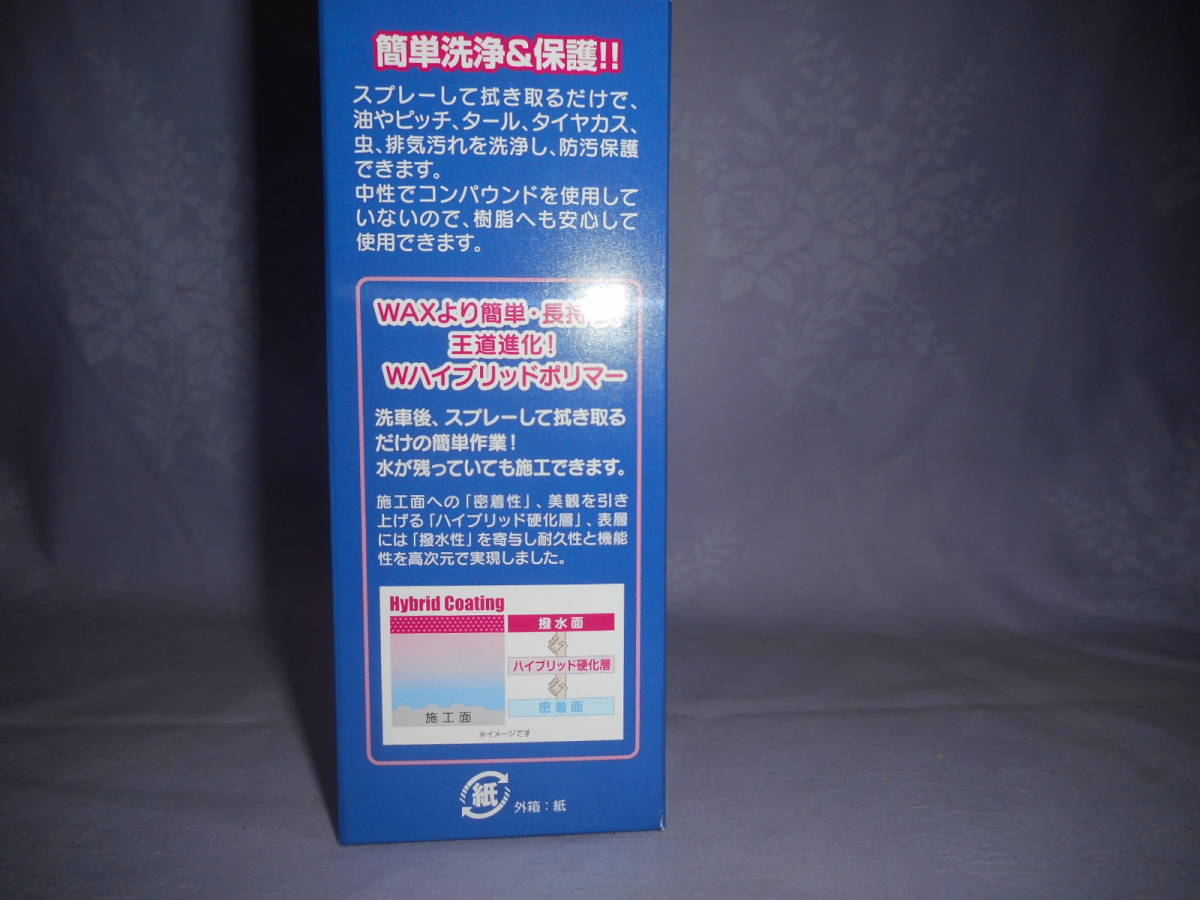 簡単洗浄&保護!!
スプレーして拭き取るだけで、
油やピッチ、タール、タイヤカス、
虫、排気汚れを洗浄し、防汚保護
できます。
中性でコンパウンドを使用して
いないので、樹脂へも安心して
使用できます。
WAXより簡単・長持
王道進化!
Wハイブリッドポリマー
洗車後、スプレーして拭き取る
だけの簡単作業!
水が残っていても施工できます。
施工面への「密着性」、美観を引き
上げる「ハイブリッド硬化層」、表層
には「撥水性」を寄与し耐久性と機能
性を高次元で実現しました。
Hybrid Coating
撥水面
ハイブリッド硬化層
密着面
施工面
※イメージです
紙
外箱:紙